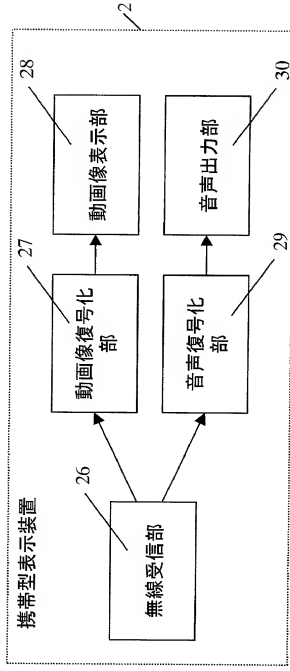 携帯型表示装置
2
無線受信部
26
動画像復号化
部
27
動画像表示部
28
音声復号化
部
29
音声出力部
30